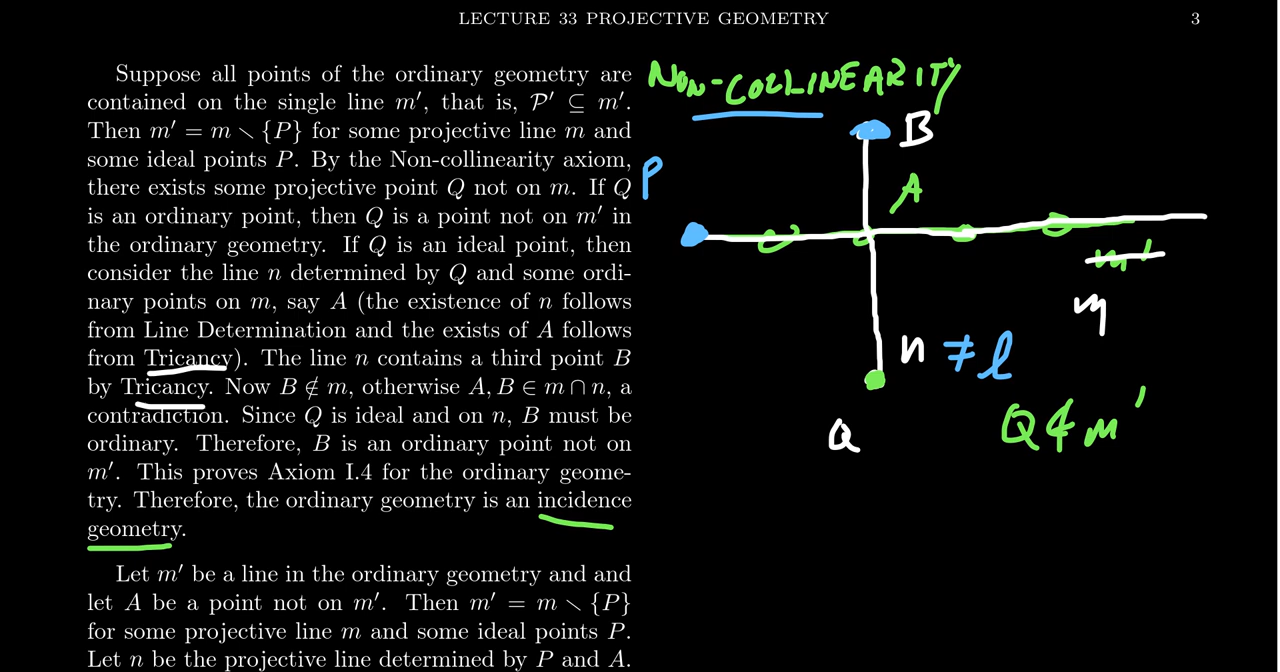 LECTURE 33 PROJECTIVE GEOMETRY 3
Suppose all points of the ordinary geometry are
contained on the single line m′, that is, 𝒫′ ⊆ m′.
Then m′ = m ∖ {P} for some projective line m and
some ideal points P. By the Non-collinearity axiom,
there exists some projective point Q not on m. If Q
is an ordinary point, then Q is a point not on m′ in
the ordinary geometry. If Q is an ideal point, then
consider the line n determined by Q and some ordi-
nary points on m, say A (the existence of n follows
from Line Determination and the exists of A follows
from Tricancy). The line n contains a third point B
by Tricancy. Now B ∉ m, otherwise A, B ∈ m ∩ n, a
contradiction. Since Q is ideal and on n, B must be
ordinary. Therefore, B is an ordinary point not on
m′. This proves Axiom I.4 for the ordinary geome-
try. Therefore, the ordinary geometry is an incidence
geometry.
Let m′ be a line in the ordinary geometry and and
let A be a point not on m′. Then m′ = m ∖ {P}
for some projective line m and some ideal points P.
Let n be the projective line determined by P and A.
NON-COLLINEARITY
B
P
A
m′
m
n ≠ l
Q
Q ∉ m′